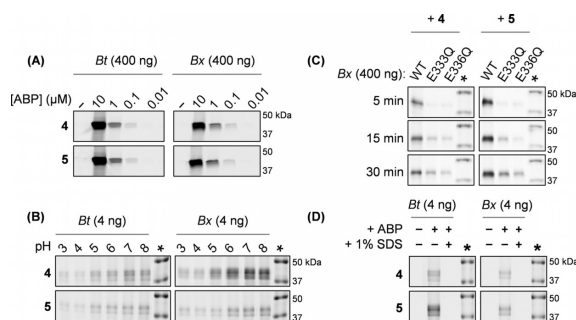 (A)
Bt (400 ng) Bx (400 ng)
[ABP] (μM) – 10 1 0.1 0.01 – 10 1 0.1 0.01
4 50 kDa
37
5 50
37
(B)
Bt (4 ng) Bx (4 ng)
pH 3 4 5 6 7 8 * 3 4 5 6 7 8 *
4 50 kDa
37
5 50
37
(C)
+ 4 + 5
Bx (400 ng): WT E333Q E336Q * WT E333Q E336Q *
5 min 50 kDa
37
15 min 50
37
30 min 50
37
(D)
Bt (4 ng) Bx (4 ng)
+ ABP – + + – + +
+ 1% SDS – – + * – – + *
4 50 kDa
37
5 50
37